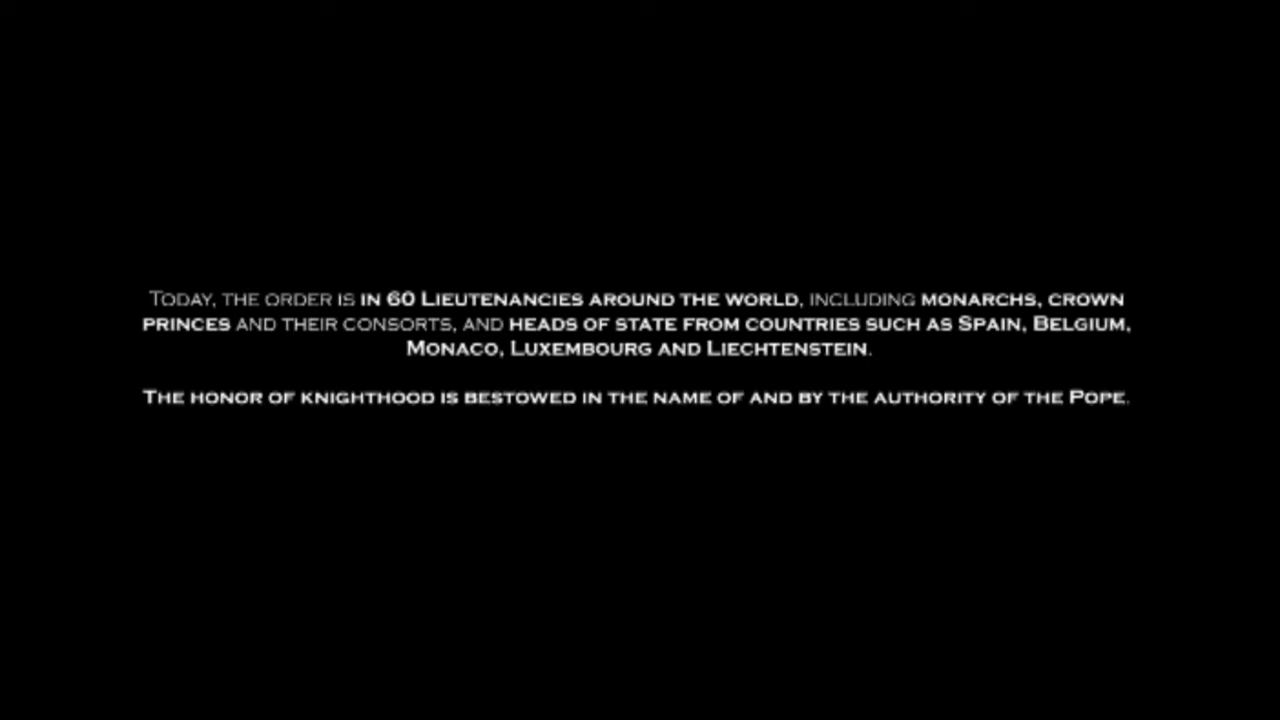 Today, the order is in 60 Lieutenancies around the world, including monarchs, crown
princes and their consorts, and heads of state from countries such as Spain, Belgium,
Monaco, Luxembourg and Liechtenstein.
The honor of knighthood is bestowed in the name of and by the authority of the Pope.